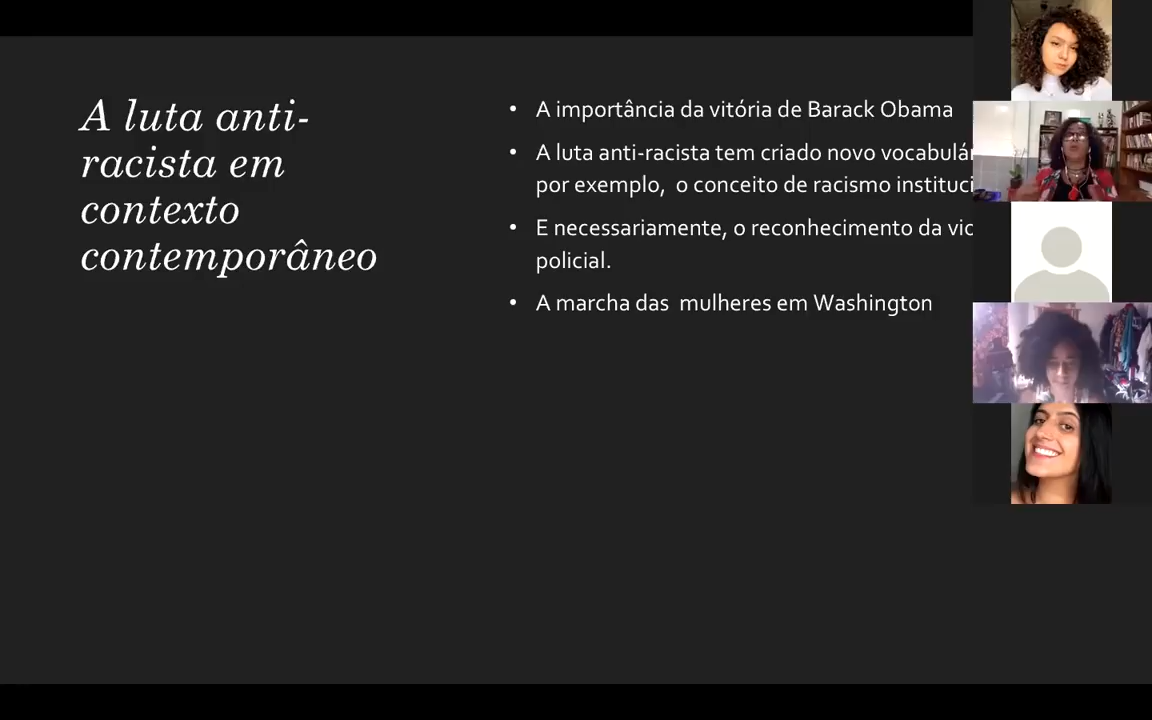 A luta anti-
racista em
contexto
contemporâneo
• A importância da vitória de Barack Obama
• A luta anti-racista tem criado novo
por exemplo, o conceito de racismo
• E necessariamente, o reconhecimento da
policial.
• A marcha das mulheres em Washington